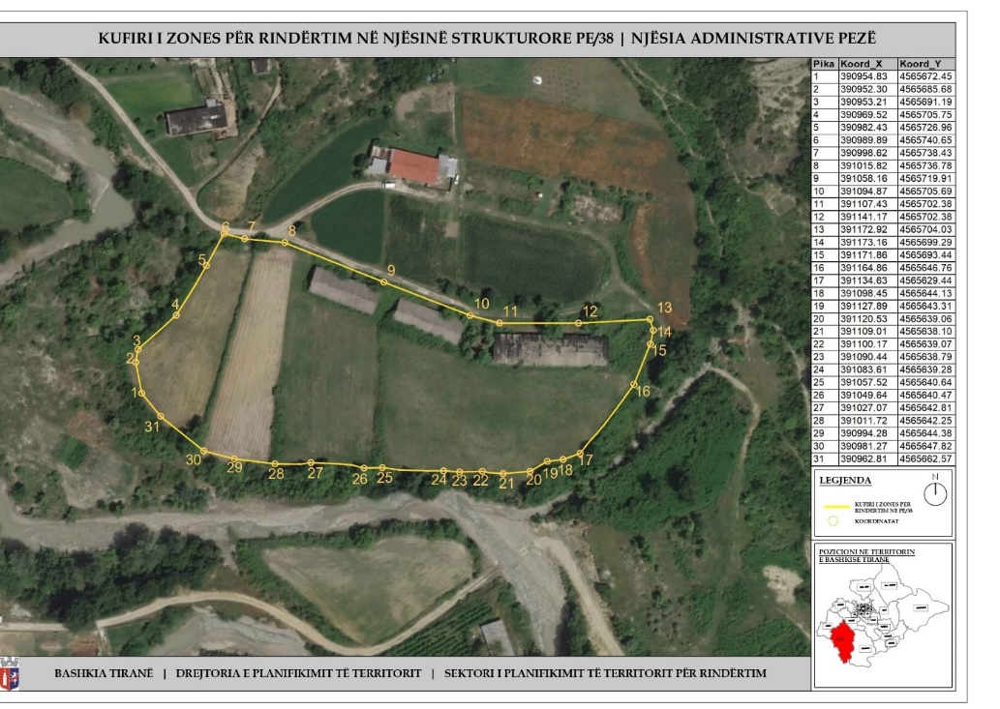 KUFIRI I ZONES PËR RINDËRTIM NË NJËSINË STRUKTURORE PE/38 | NJËSIA ADMINISTRATIVE PEZË
Pika Koord_X Koord_Y
1 390954.83 4565672.45
2 390952.30 4565685.68
3 390953.21 4565691.19
4 390969.52 4565705.75
5 390982.43 4565726.96
6 390989.89 4565740.65
7 390998.62 4565738.43
8 391015.82 4565736.78
9 391058.16 4565719.91
10 391094.87 4565705.69
11 391107.43 4565702.38
12 391141.17 4565702.38
13 391172.92 4565704.03
14 391173.16 4565699.29
15 391171.86 4565693.44
16 391164.86 4565646.76
17 391134.63 4565629.44
18 391098.45 4565644.13
19 391127.89 4565643.31
20 391120.53 4565639.06
21 391109.01 4565638.10
22 391100.17 4565639.07
23 391090.44 4565638.79
24 391083.61 4565639.28
25 391057.52 4565640.64
26 391049.64 4565640.47
27 391027.07 4565642.81
28 391011.72 4565642.25
29 390994.28 4565644.38
30 390981.27 4565647.82
31 390962.81 4565662.57
6
7
8
5
9
4
10
11
12
13
14
15
3
2
1
16
31
30
29
28
27
26
25
24
23
22
21
20
19
18
17
LEGJENDA
N
KUFIRI I ZONES PER
RINDERTIM NE PE/38
KOORDINATAT
POZICIONI NE TERRITORIN
E BASHKISE TIRANE
BASHKIA TIRANË | DREJTORIA E PLANIFIKIMIT TË TERRITORIT | SEKTORI I PLANIFIKIMIT TË TERRITORIT PËR RINDËRTIM